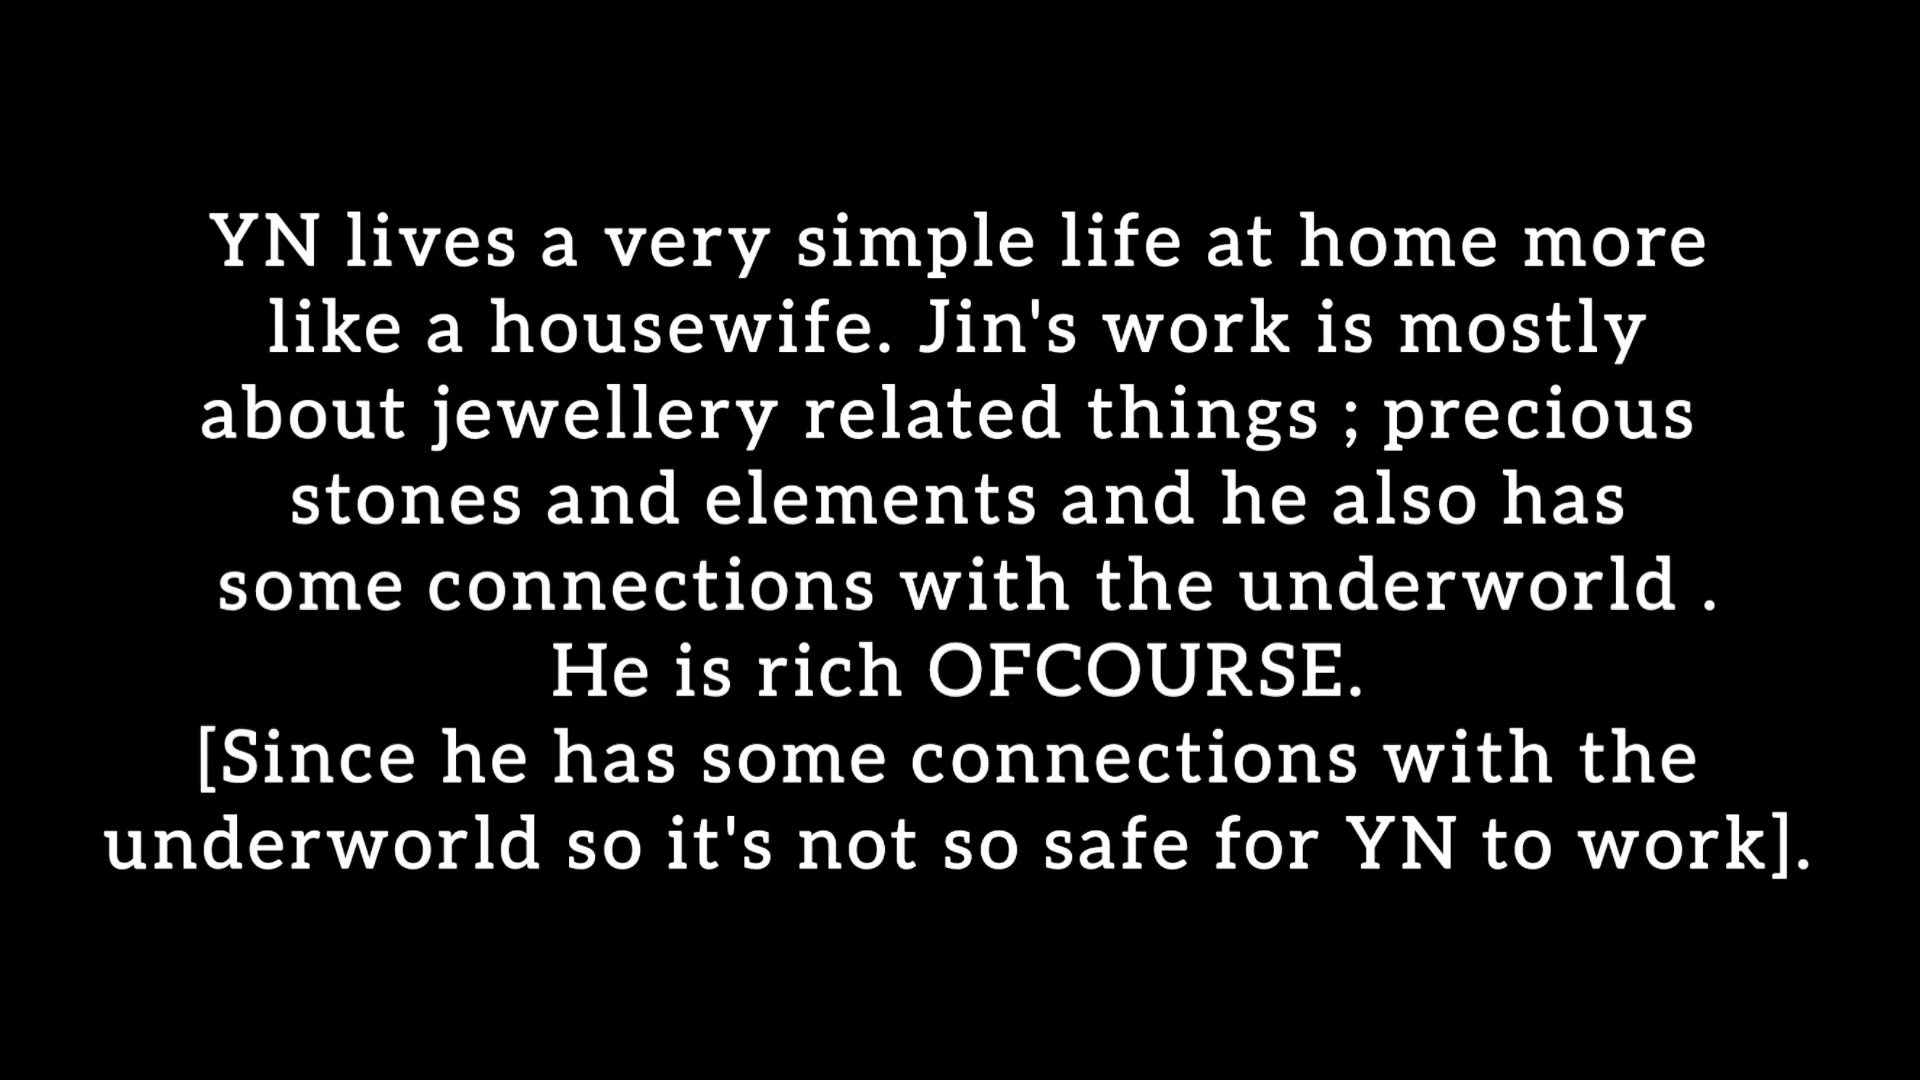 YN lives a very simple life at home more
like a housewife. Jin's work is mostly
about jewellery related things ; precious
stones and elements and he also has
some connections with the underworld .
He is rich OFCOURSE.
[Since he has some connections with the
underworld so it's not so safe for YN to work].